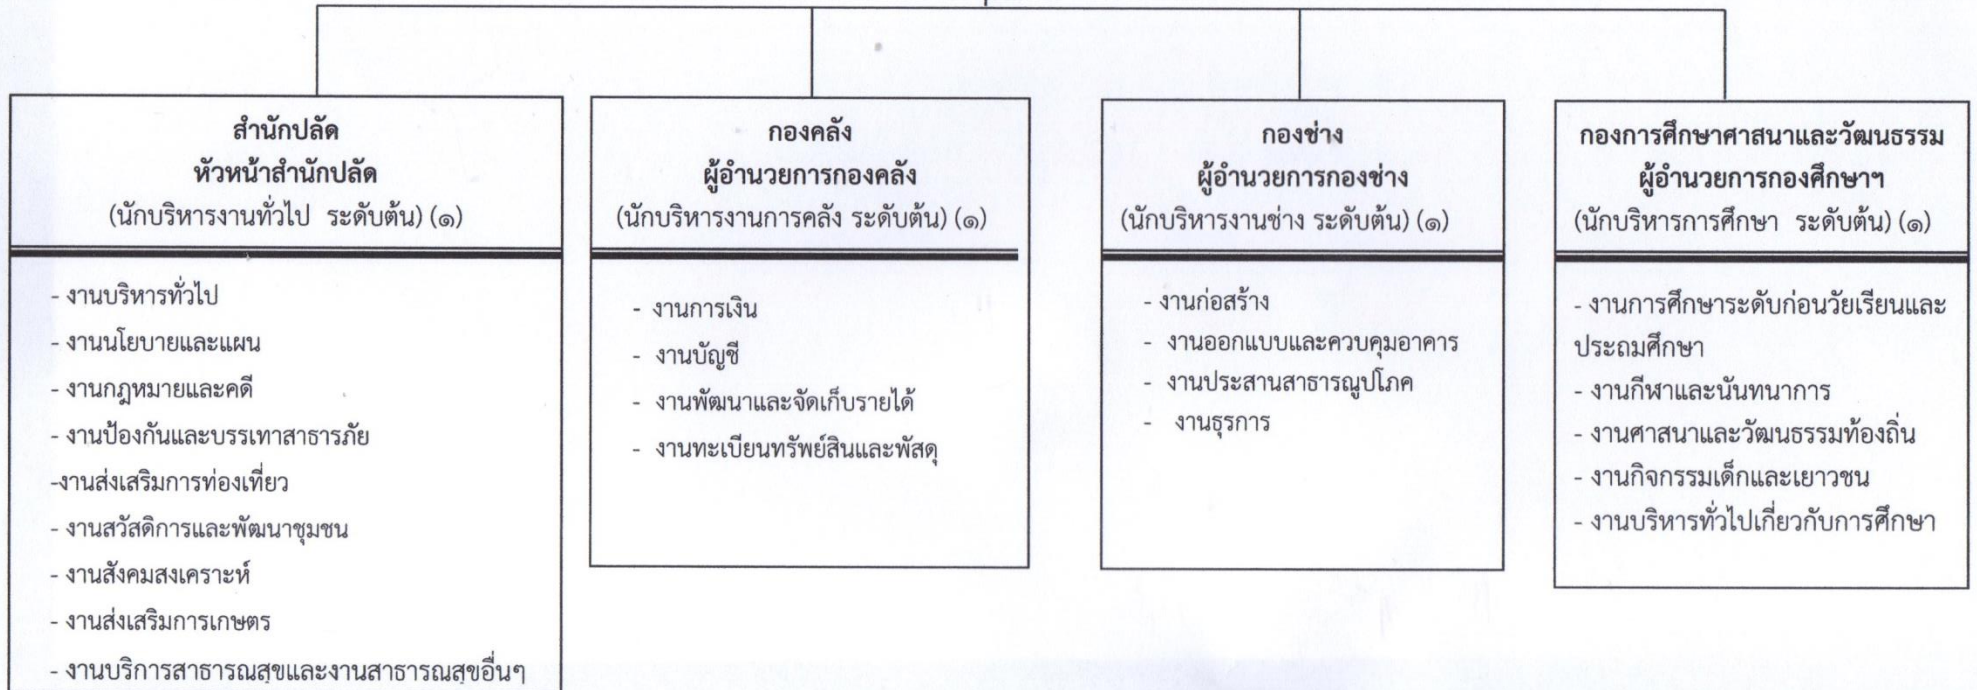 สำนักปลัด
หัวหน้าสำนักปลัด
(นักบริหารงานทั่วไป ระดับต้น) (๑)
- งานบริหารทั่วไป
- งานนโยบายและแผน
- งานกฎหมายและคดี
- งานป้องกันและบรรเทาสาธารณภัย
-งานส่งเสริมการท่องเที่ยว
- งานสวัสดิการและพัฒนาชุมชน
- งานสังคมสงเคราะห์
- งานส่งเสริมการเกษตร
- งานบริการสาธารณสุขและงานสาธารณสุขอื่นๆ
กองคลัง
ผู้อำนวยการกองคลัง
(นักบริหารงานการคลัง ระดับต้น) (๑)
- งานการเงิน
- งานบัญชี
- งานพัฒนาและจัดเก็บรายได้
- งานทะเบียนทรัพย์สินและพัสดุ
กองช่าง
ผู้อำนวยการกองช่าง
(นักบริหารงานช่าง ระดับต้น) (๑)
- งานก่อสร้าง
- งานออกแบบและควบคุมอาคาร
- งานประสานสาธารณูปโภค
- งานธุรการ
กองการศึกษาศาสนาและวัฒนธรรม
ผู้อำนวยการกองศึกษาฯ
(นักบริหารการศึกษา ระดับต้น) (๑)
- งานการศึกษาระดับก่อนวัยเรียนและ
ประถมศึกษา
- งานกีฬาและนันทนาการ
- งานศาสนาและวัฒนธรรมท้องถิ่น
- งานกิจกรรมเด็กและเยาวชน
- งานบริหารทั่วไปเกี่ยวกับการศึกษา